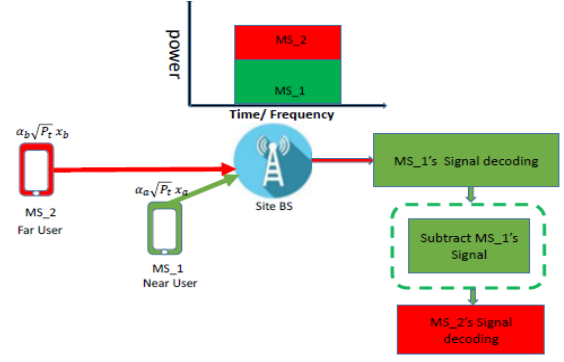 power
MS_2
MS_1
Time/ Frequency
α_b√P_t x_b
α_a√P_t x_a
MS_2
Far User
MS_1
Near User
Site BS
MS_1's Signal decoding
Subtract MS_1's
Signal
MS_2's Signal
decoding